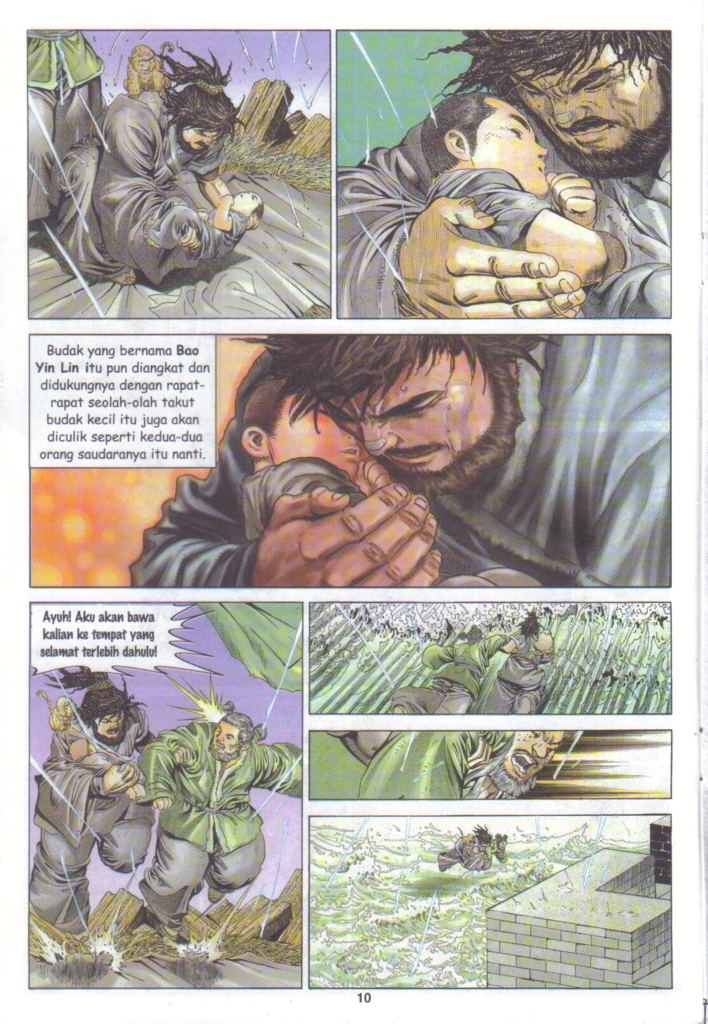 Budak yang bernama Bao
Yin Lin itu pun diangkat dan
didukungnya dengan rapat-
rapat seolah-olah takut
budak kecil itu juga akan
diculik seperti kedua-dua
orang saudaranya itu nanti.
Ayuh! Aku akan bawa
kalian ke tempat yang
selamat terlebih dahulu!
10